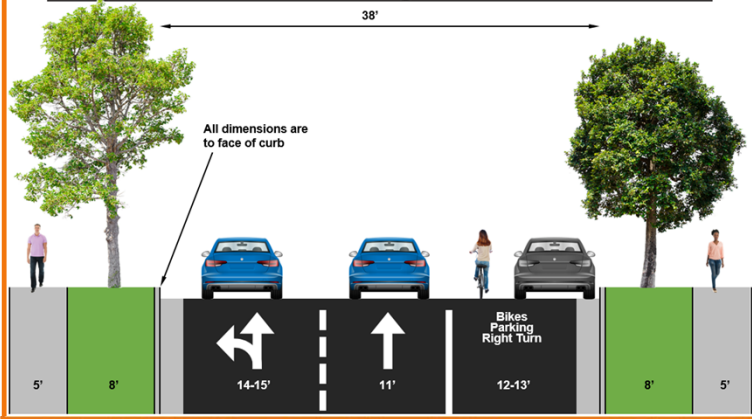 38'
All dimensions are
to face of curb
Bikes
Parking
Right Turn
5'
8'
14-15'
11'
12-13'
8'
5'